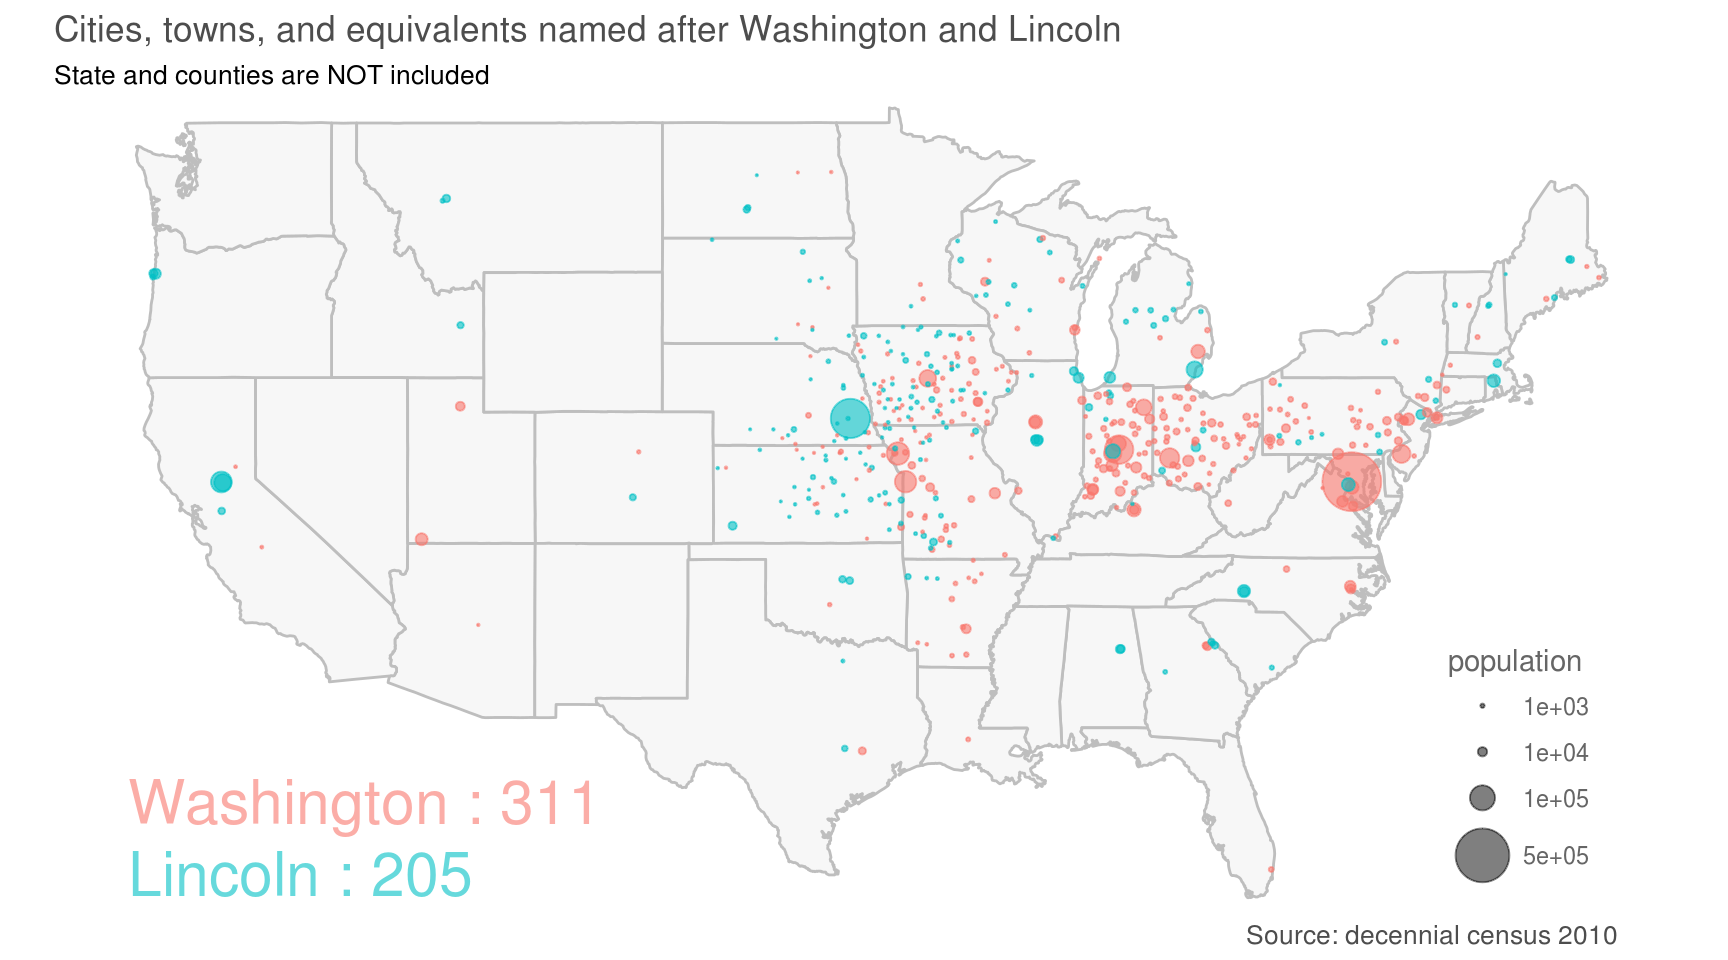 Cities, towns, and equivalents named after Washington and Lincoln
State and counties are NOT included
population
1e+03
1e+04
1e+05
5e+05
Washington : 311
Lincoln : 205
Source: decennial census 2010